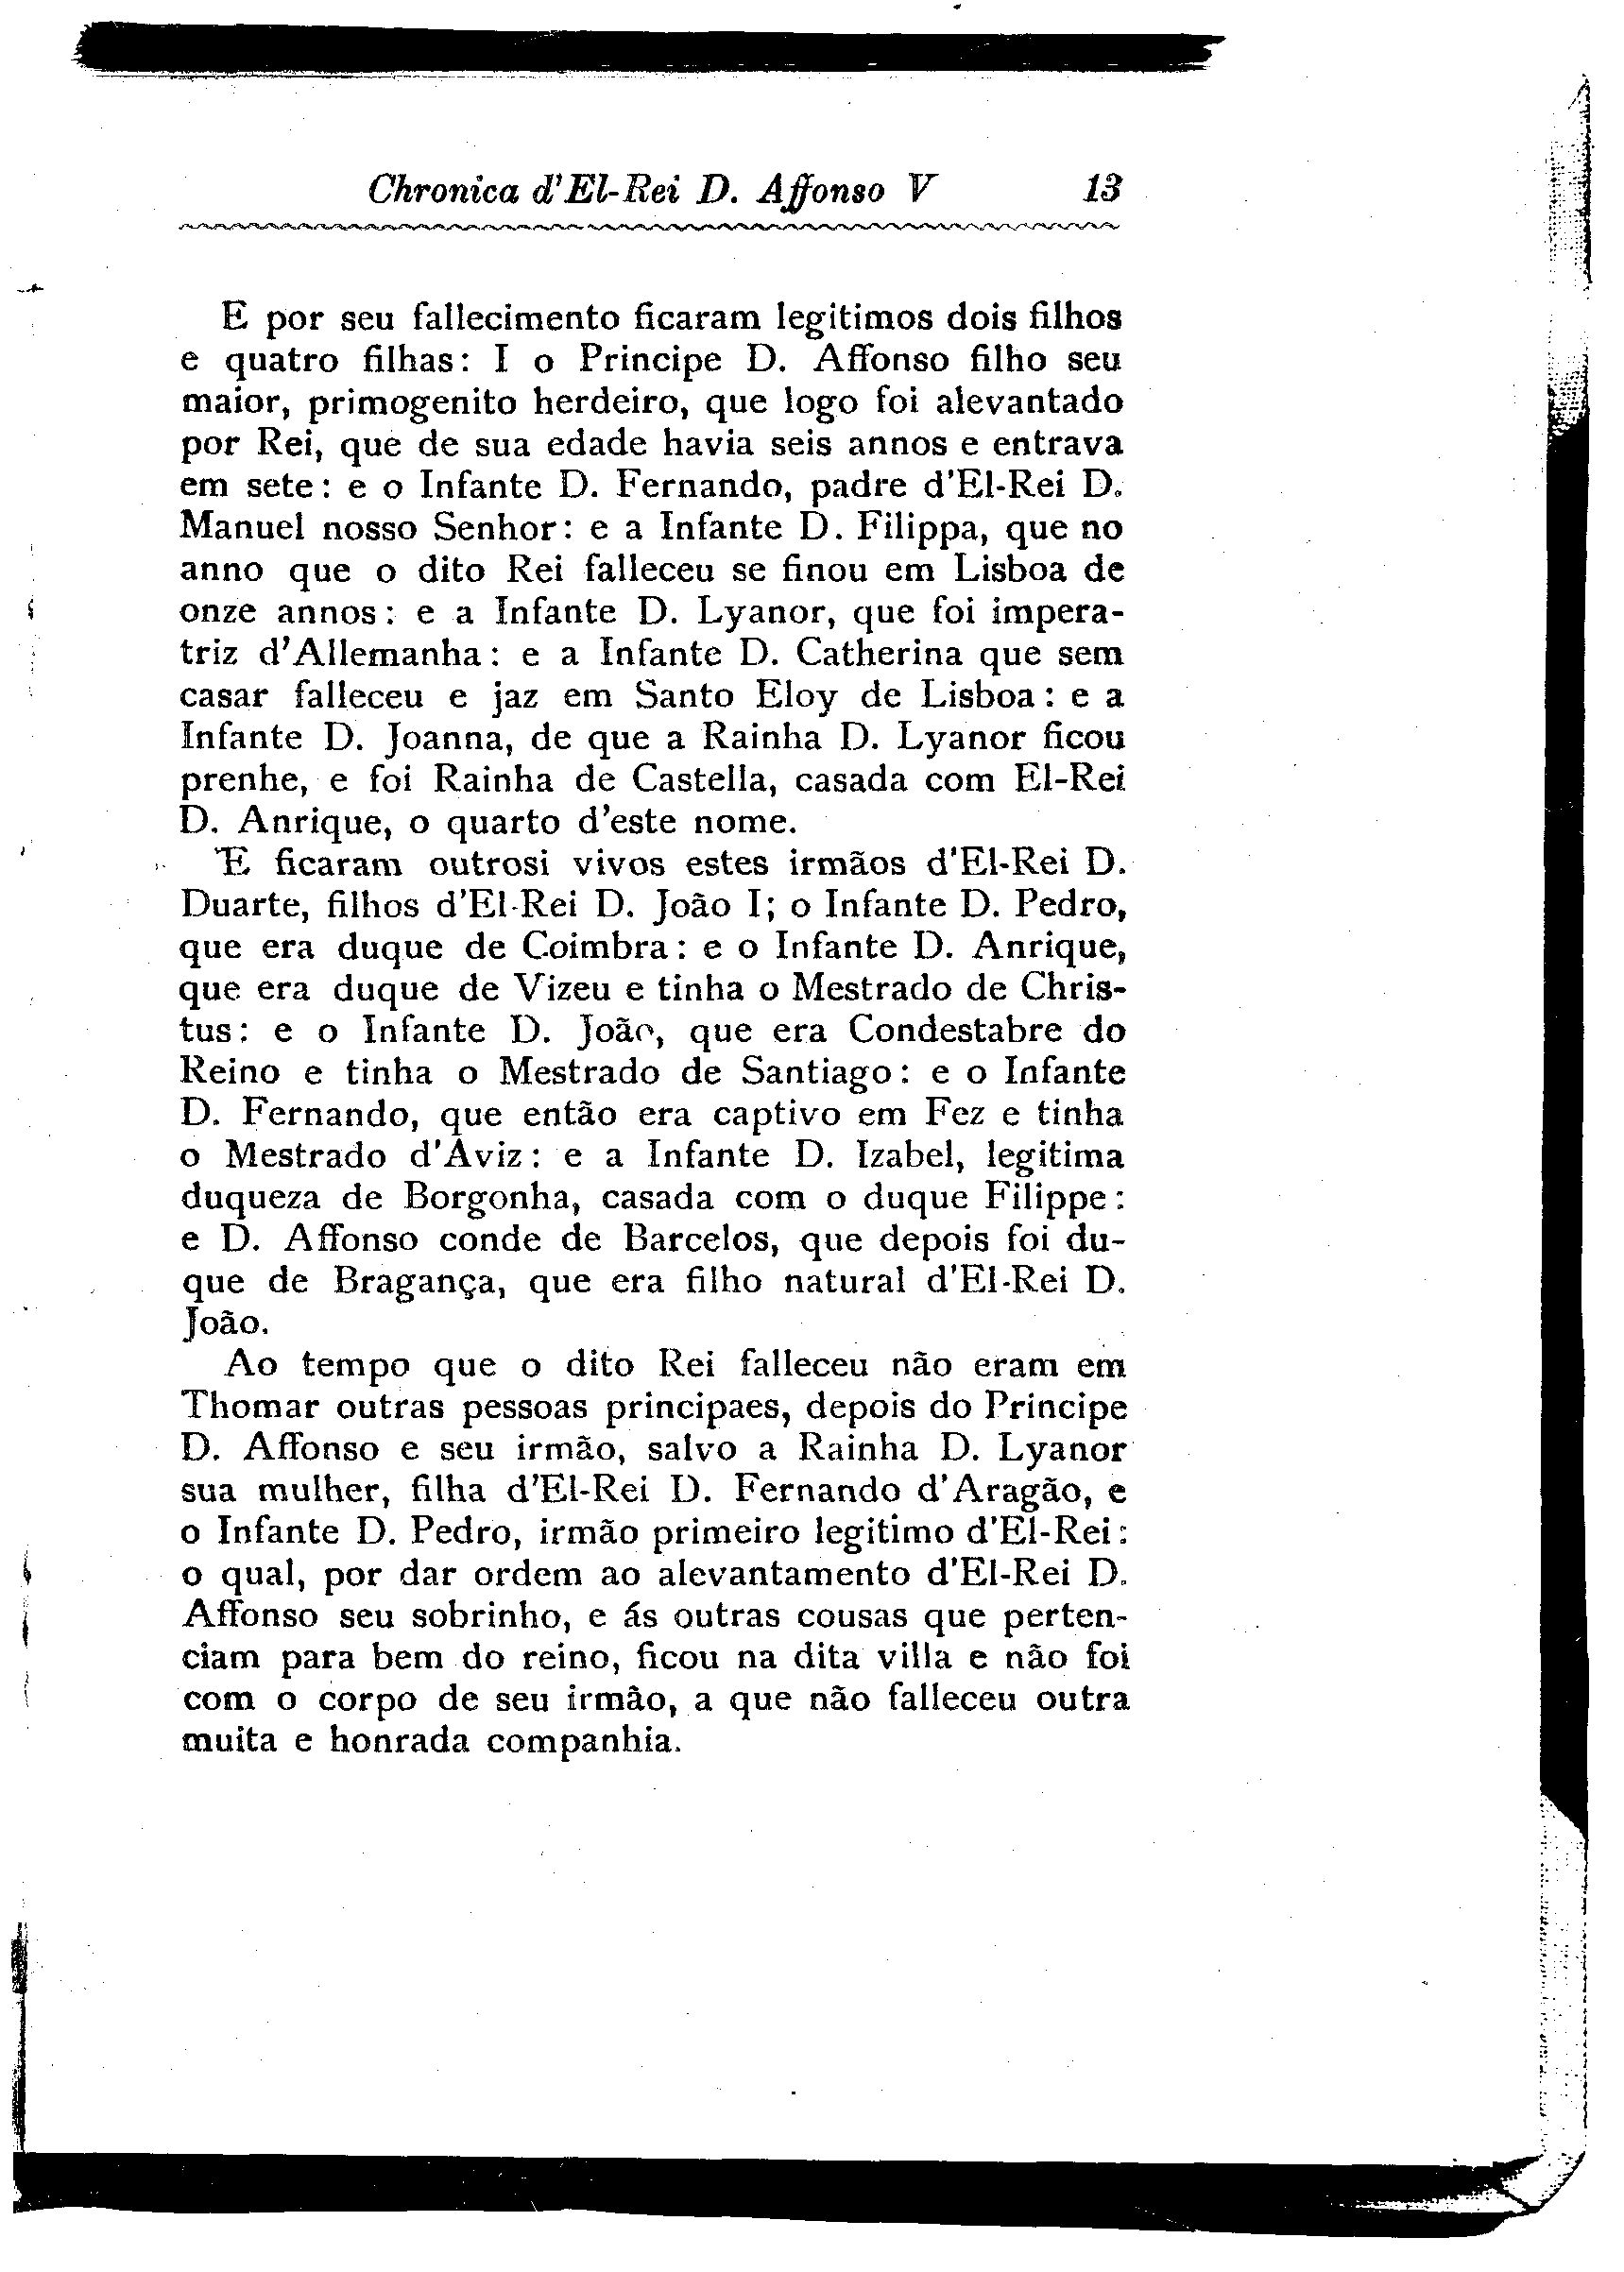 Chronica d'El-Rei D. Affonso V 13
E por seu fallecimento ficaram legitimos dois filhos
e quatro filhas: I o Principe D. Affonso filho seu
maior, primogenito herdeiro, que logo foi alevantado
por Rei, que de sua edade havia seis annos e entrava
em sete: e o Infante D. Fernando, padre d'El-Rei D.
Manuel nosso Senhor: e a Infante D. Filippa, que no
anno que o dito Rei falleceu se finou em Lisboa de
onze annos: e a Infante D. Lyanor, que foi impera-
triz d'Allemanha: e a Infante D. Catherina que sem
casar falleceu e jaz em Santo Eloy de Lisboa: e a
Infante D. Joanna, de que a Rainha D. Lyanor ficou
prenhe, e foi Rainha de Castella, casada com El-Rei
D. Anrique, o quarto d'este nome.
E ficaram outrosi vivos estes irmãos d'El-Rei D.
Duarte, filhos d'El-Rei D. João I; o Infante D. Pedro,
que era duque de Coimbra: e o Infante D. Anrique,
que era duque de Vizeu e tinha o Mestrado de Chris-
tus: e o Infante D. João, que era Condestabre do
Reino e tinha o Mestrado de Santiago: e o Infante
D. Fernando, que então era captivo em Fez e tinha
o Mestrado d'Aviz: e a Infante D. Izabel, legitima
duqueza de Borgonha, casada com o duque Filippe:
e D. Affonso conde de Barcelos, que depois foi du-
que de Bragança, que era filho natural d'El-Rei D.
João.
Ao tempo que o dito Rei falleceu não eram em
Thomar outras pessoas principaes, depois do Principe
D. Affonso e seu irmão, salvo a Rainha D. Lyanor
sua mulher, filha d'El-Rei D. Fernando d'Aragão, e
o Infante D. Pedro, irmão primeiro legitimo d'El-Rei:
o qual, por dar ordem ao alevantamento d'El-Rei D.
Affonso seu sobrinho, e ás outras cousas que perten-
ciam para bem do reino, ficou na dita villa e não foi
com o corpo de seu irmão, a que não falleceu outra
muita e honrada companhia.